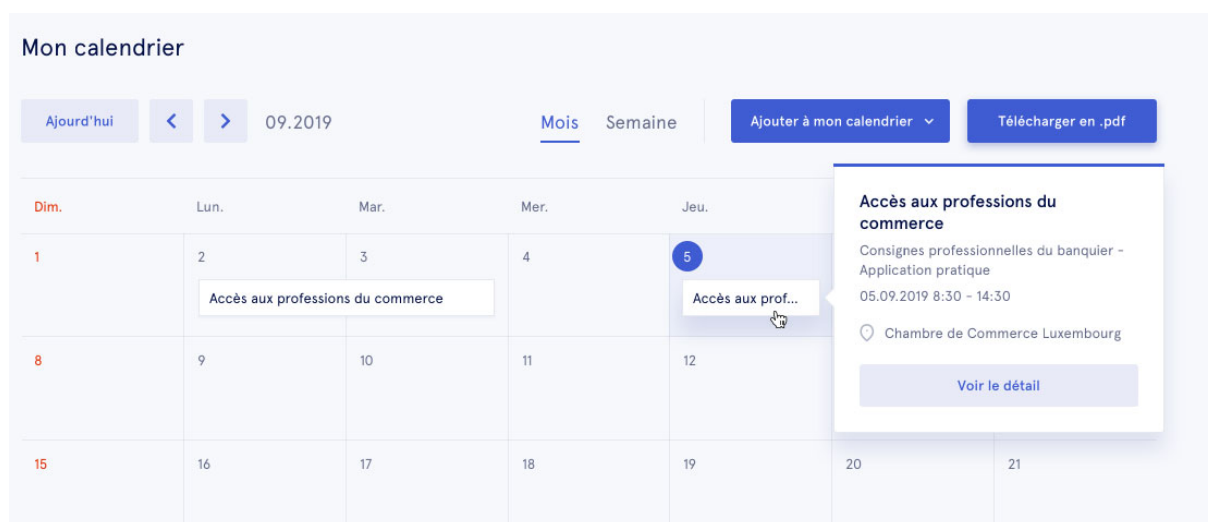 Mon calendrier
Ajourd'hui 09.2019 Mois Semaine Ajouter à mon calendrier Télécharger en .pdf
Dim. Lun. Mar. Mer. Jeu.
1 2 3 4 5
Accès aux professions du commerce Accès aux prof...
Accès aux professions du
commerce
Consignes professionnelles du banquier -
Application pratique
05.09.2019 8:30 - 14:30
Chambre de Commerce Luxembourg
Voir le détail
8 9 10 11 12
15 16 17 18 19 20 21